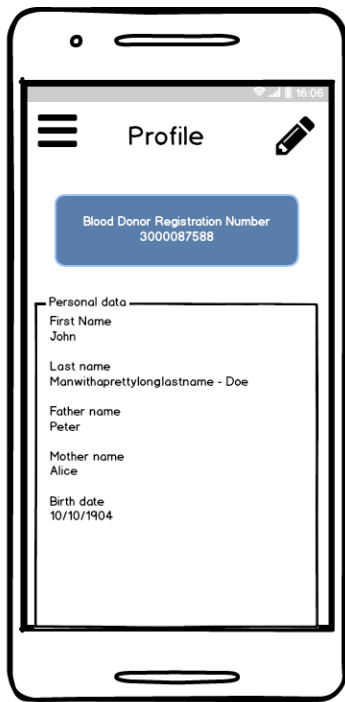 16:06
Profile
Blood Donor Registration Number
3000087588
Personal data
First Name
John
Last name
Manwithaprettylonglastname - Doe
Father name
Peter
Mother name
Alice
Birth date
10/10/1904